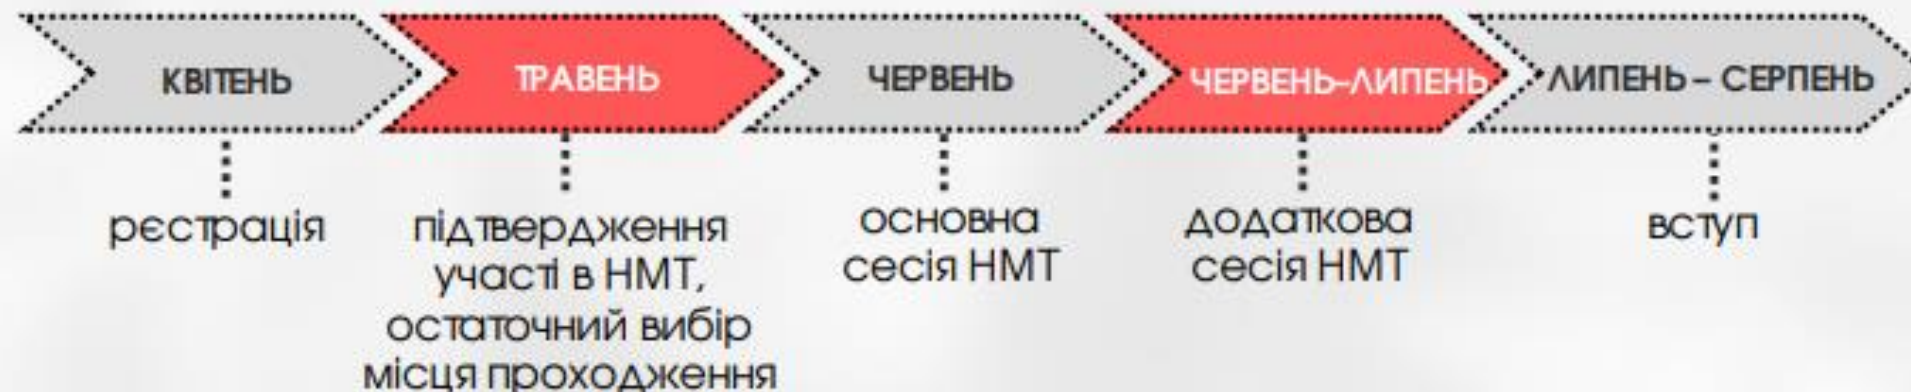 КВІТЕНЬ
ТРАВЕНЬ
ЧЕРВЕНЬ
ЧЕРВЕНЬ-ЛИПЕНЬ
ЛИПЕНЬ – СЕРПЕНЬ
рєстрація
підтвердження
участі в НМТ,
остаточний вибір
місця проходження
основна
сесія НМТ
додаткова
сесія НМТ
вступ